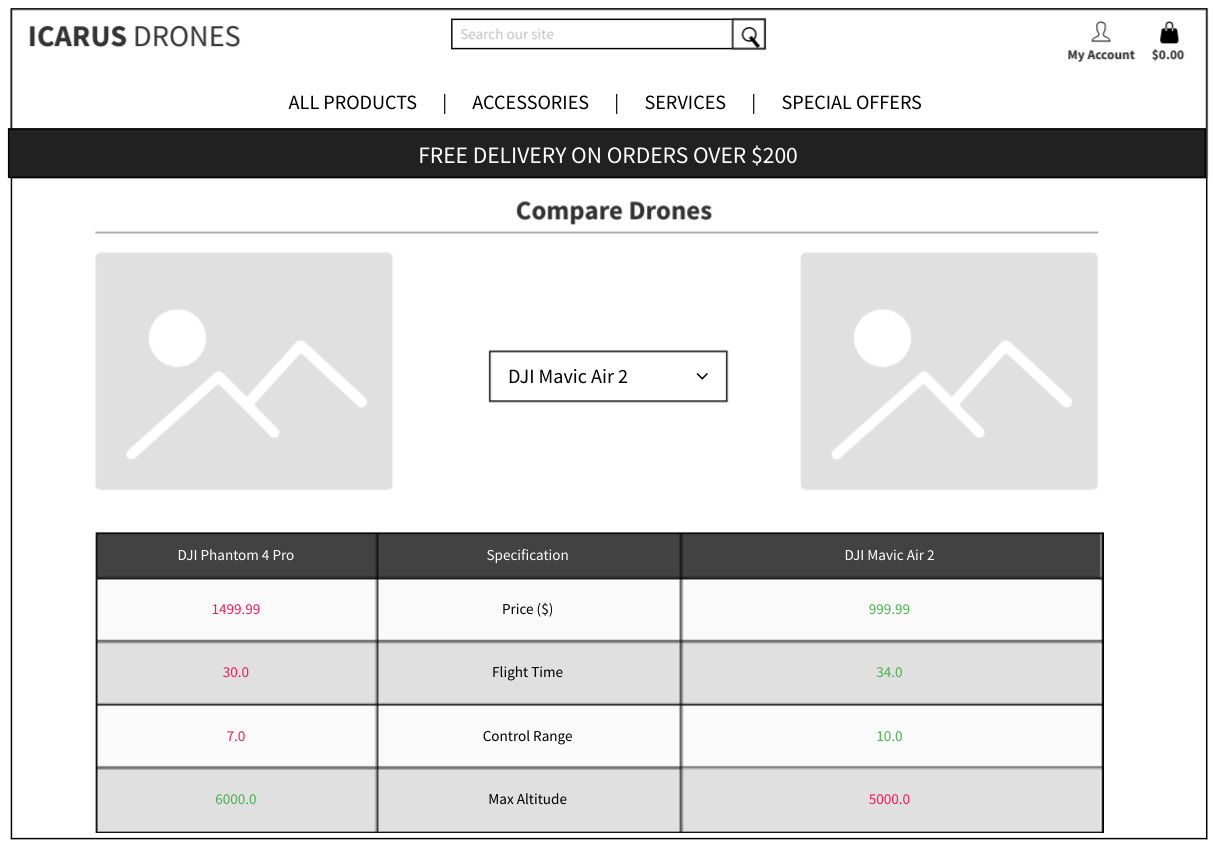 ICARUS DRONES
Search our site
My Account
$0.00
ALL PRODUCTS | ACCESSORIES | SERVICES | SPECIAL OFFERS
FREE DELIVERY ON ORDERS OVER $200
Compare Drones
DJI Mavic Air 2
DJI Phantom 4 Pro Specification DJI Mavic Air 2
1499.99 Price ($) 999.99
30.0 Flight Time 34.0
7.0 Control Range 10.0
6000.0 Max Altitude 5000.0